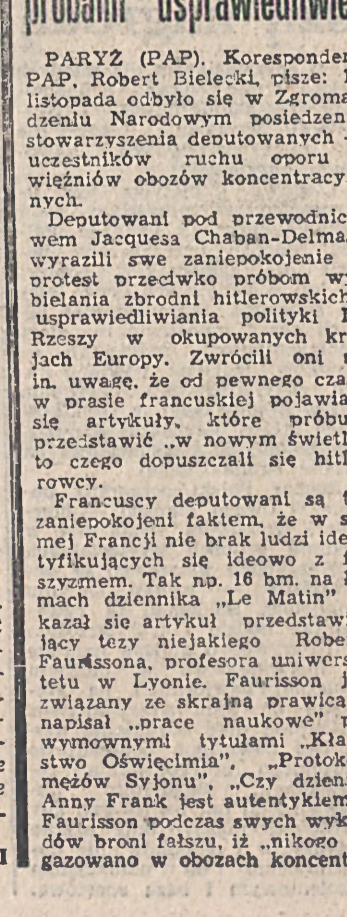 probami usprawiedliwie
PARYŻ (PAP). Koresponden
PAP, Robert Bielecki, pisze: 1
listopada odbyło się w Zgroma
dzeniu Narodowym posiedzen
stowarzyszenia deputowanych -
uczestników ruchu oporu
więźniów obozów koncentracy
nych.
Deputowani pod przewodnic
wem Jacquesa Chaban-Delma
wyrazili swe zaniepokojenie
protest przeciwko próbom wy
bielania zbrodni hitlerowskich
usprawiedliwiania polityki I
Rzeszy w okupowanych kr
jach Europy. Zwrócili oni
in. uwagę, że od pewnego cza
w prasie francuskiej pojawia
się artykuły, które próbu
przedstawić „w nowym świetl
to czego dopuszczali się hitl
rowcy.
Francuscy deputowani są t
zaniepokojeni faktem, że w s
mej Francji nie brak ludzi ide
tyfikujących się ideowo z f
szyzmem. Tak np. 16 bm. na ł
mach dziennika „Le Matin"
kazał się artykuł przedstaw
jący tezy niejakiego Robe
Faurissona, profesora uniwers
tetu w Lyonie. Faurisson j
związany ze skrajną prawicą
napisał „prace naukowe" p
wymownymi tytułami „Kła
stwo Oświęcimia", „Protok
mężów Syjonu", „Czy dzien
Anny Frank jest autentykiem
Faurisson podczas swych wyk
dów broni fałszu, iż „nikogo
gazowano w obozach koncent